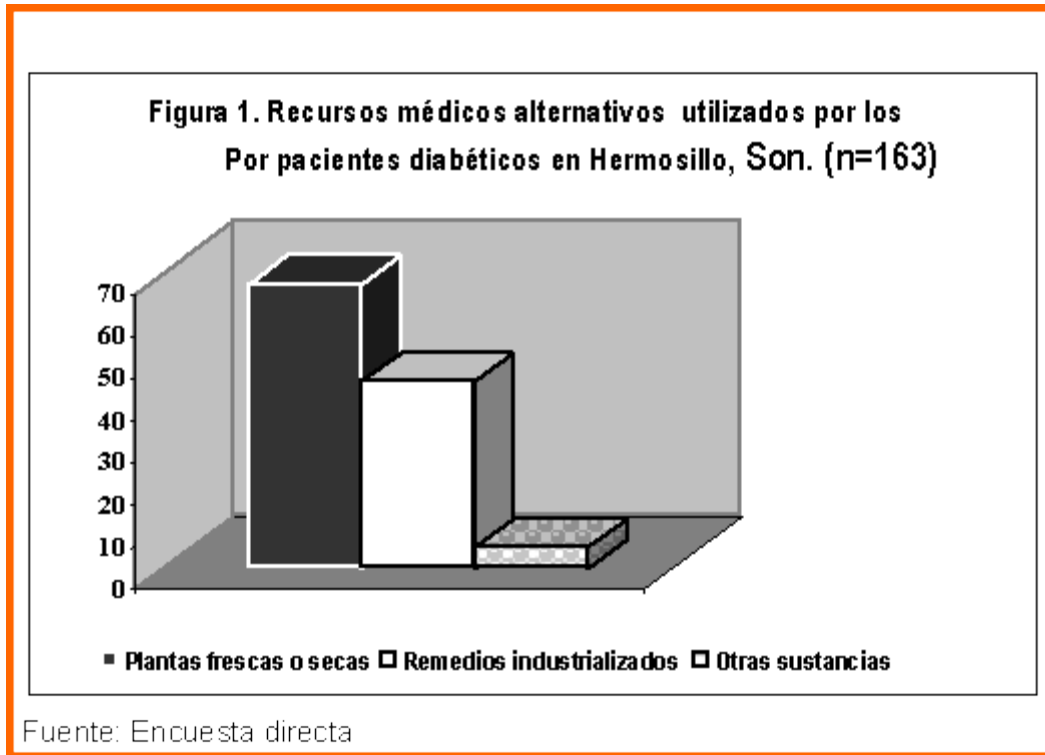 Figura 1. Recursos médicos alternativos utilizados por los
Por pacientes diabéticos en Hermosillo, Son. (n=163)
70
60
50
40
30
20
10
0
Plantas frescas o secas Remedios industrializados Otras sustancias
Fuente: Encuesta directa